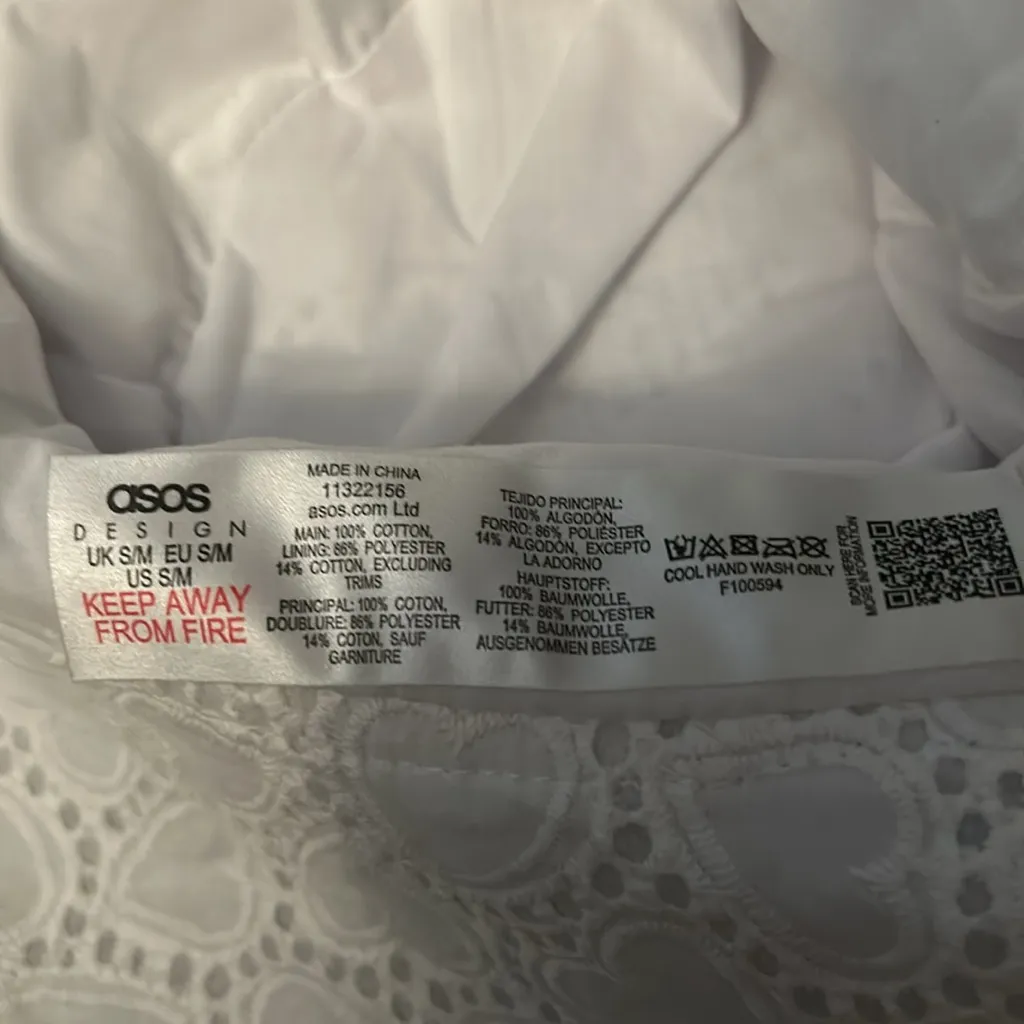 asos
DESIGN
UK S/M EU S/M
US S/M
KEEP AWAY
FROM FIRE
MADE IN CHINA
11322156
asos.com Ltd
MAIN: 100% COTTON,
LINING: 86% POLYESTER
14% COTTON, EXCLUDING
TRIMS
PRINCIPAL: 100% COTON,
DOUBLURE: 86% POLYESTER
14% COTON, SAUF
GARNITURE
TEJIDO PRINCIPAL:
100% ALGODÓN,
FORRO: 86% POLIÉSTER
14% ALGODÓN, EXCEPTO
LA ADORNO
HAUPTSTOFF:
100% BAUMWOLLE,
FUTTER: 86% POLYESTER
14% BAUMWOLLE,
AUSGENOMMEN BESÄTZE
COOL HAND WASH ONLY
F100594
SCAN HERE FOR
MORE INFORMATION